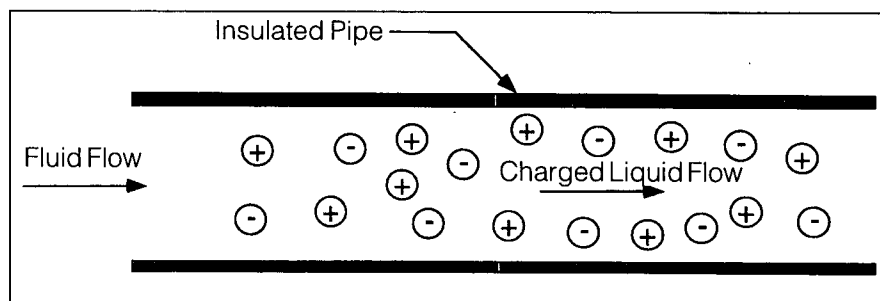 Insulated Pipe
Fluid Flow
Charged Liquid Flow
+ - + - + - + - +
+
- + - + - + - + -